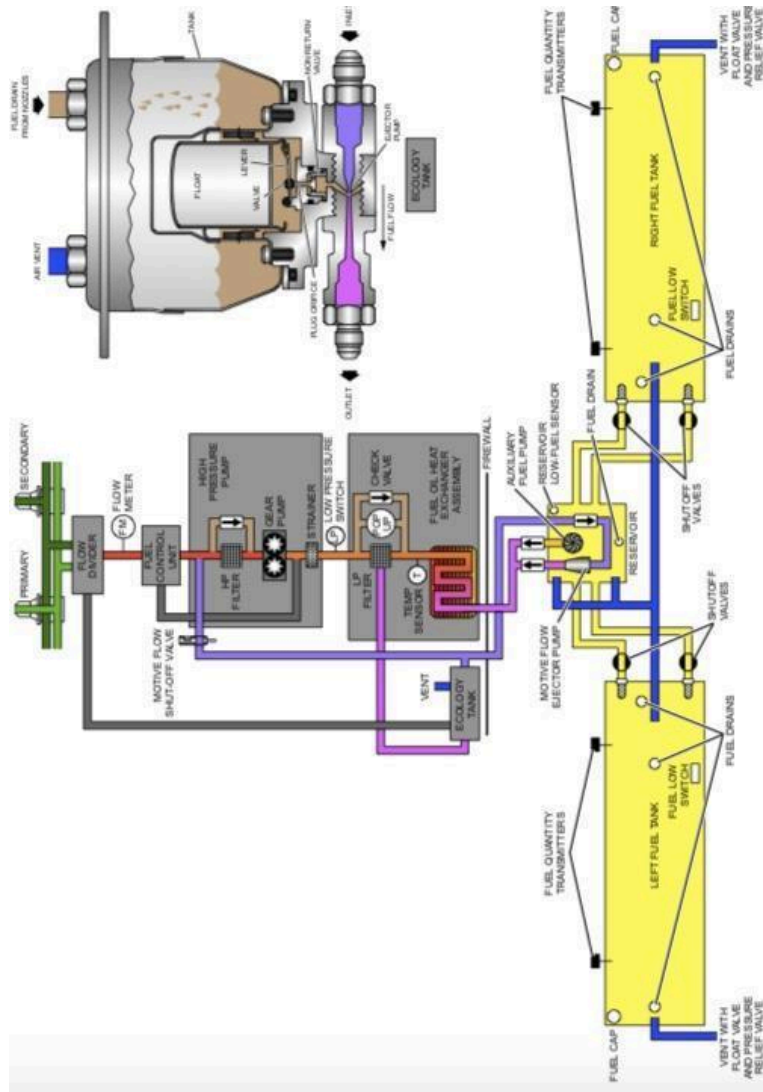 TANK
FUEL DRAIN
FROM NOZZLES
AIR VENT
NON-RETURN
VALVE
LEVER
VALVE
FLOAT
PLUG ORIFICE
EJECTOR
PUMP
INLET
FUEL FLOW
OUTLET
ECOLOGY
TANK
PRIMARY
SECONDARY
FLOW
DIVIDER
FM
FLOW
METER
FUEL
CONTROL
UNIT
HIGH
PRESSURE
PUMP
HP
FILTER
GEAR
PUMP
STRAINER
MOTIVE FLOW
SHUT-OFF VALVE
LOW PRESSURE
SWITCH
LP
FILTER
POP
UP
CHECK
VALVE
TEMP
SENSOR
T
FUEL OIL HEAT
EXCHANGER
ASSEMBLY
VENT
ECOLOGY
TANK
FIREWALL
MOTIVE FLOW
EJECTOR PUMP
AUXILIARY
FUEL PUMP
RESERVOIR
LOW-FUEL SENSOR
FUEL DRAIN
RESERVOIR
SHUTOFF
VALVES
SHUTOFF
VALVES
FUEL QUANTITY
TRANSMITTERS
LEFT FUEL TANK
FUEL LOW
SWITCH
FUEL DRAINS
FUEL CAP
VENT WITH
FLOAT VALVE
AND PRESSURE
RELIEF VALVE
FUEL QUANTITY
TRANSMITTERS
FUEL CAP
RIGHT FUEL TANK
FUEL LOW
SWITCH
FUEL DRAINS
VENT WITH
FLOAT VALVE
AND PRESSURE
RELIEF VALVE